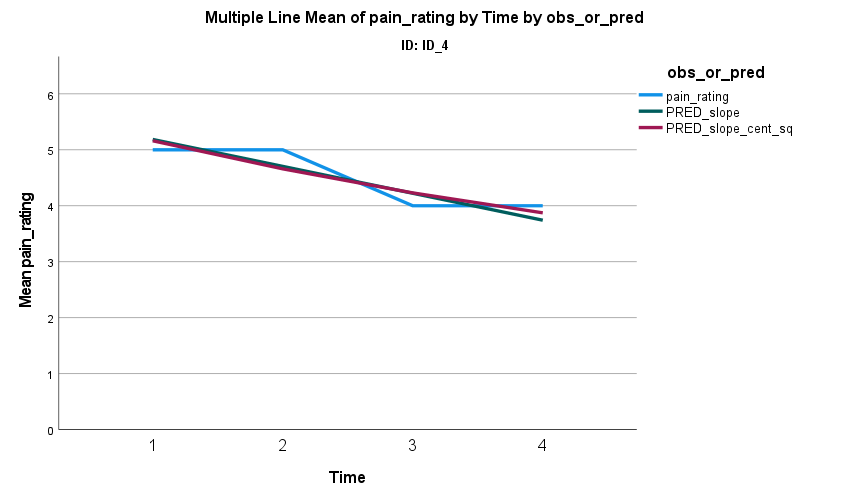 Multiple Line Mean of pain_rating by Time by obs_or_pred
ID: ID_4
obs_or_pred
pain_rating
PRED_slope
PRED_slope_cent_sq
Mean pain_rating
6
5
4
3
2
1
0
1 2 3 4
Time